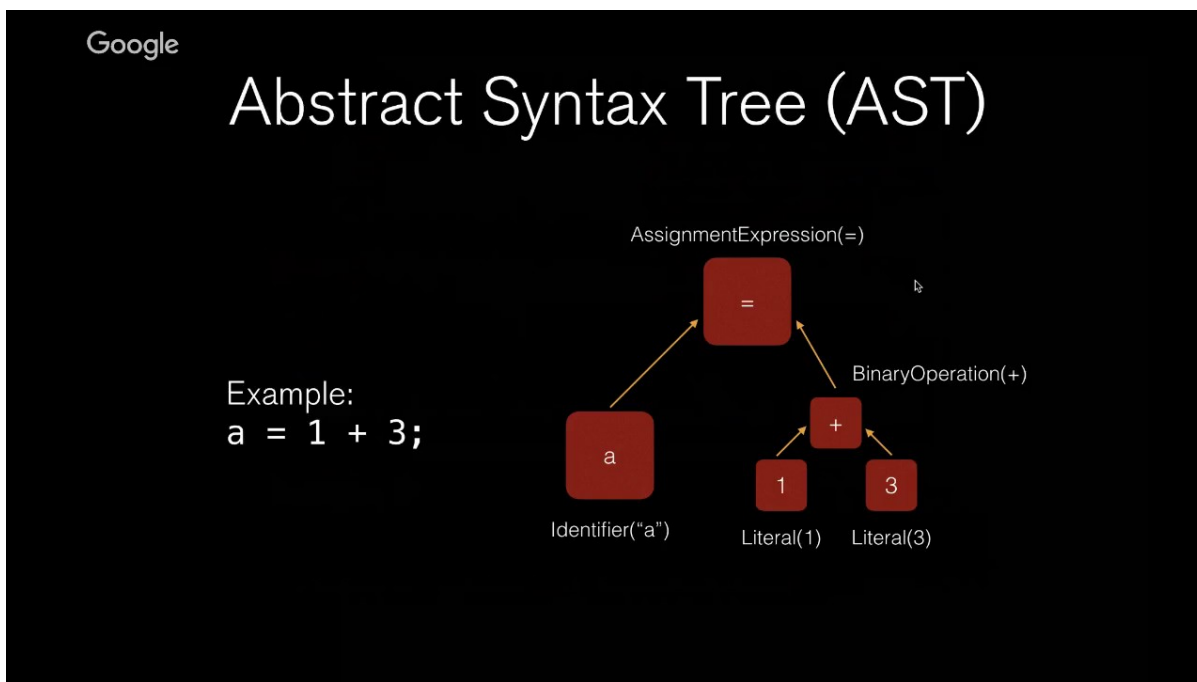 Google
Abstract Syntax Tree (AST)
Example:
a = 1 + 3;
AssignmentExpression(=)
=
BinaryOperation(+)
+
a
1
3
Identifier(“a”)
Literal(1)
Literal(3)